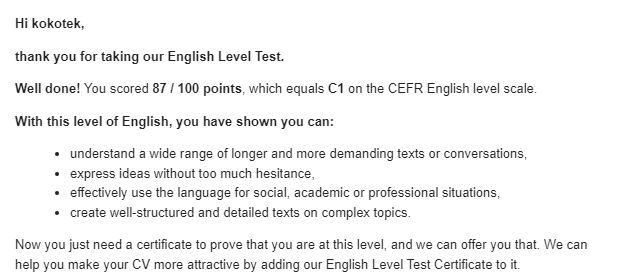 Hi kokotek,
thank you for taking our English Level Test.
Well done! You scored 87 / 100 points, which equals C1 on the CEFR English level scale.
With this level of English, you have shown you can:
• understand a wide range of longer and more demanding texts or conversations,
• express ideas without too much hesitance,
• effectively use the language for social, academic or professional situations,
• create well-structured and detailed texts on complex topics.
Now you just need a certificate to prove that you are at this level, and we can offer you that. We can
help you make your CV more attractive by adding our English Level Test Certificate to it.